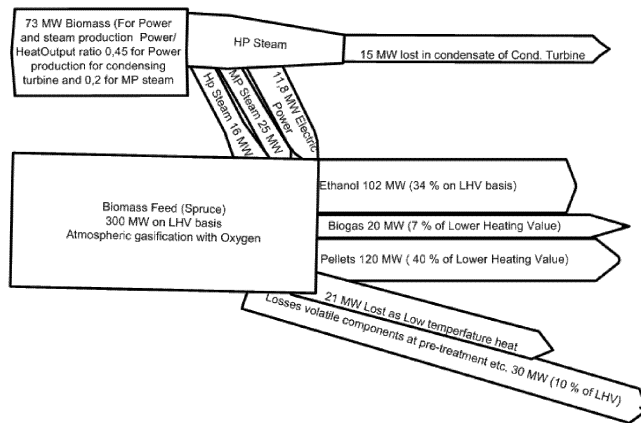 73 MW Biomass (For Power
and steam production Power/
HeatOutput ratio 0,45 for Power
production for condensing
turbine and 0,2 for MP steam
HP Steam
15 MW lost in condensate of Cond. Turbine
Hp Steam 16 MW
MP Steam 25 MW
11,8 MW Electric
Power
Biomass Feed (Spruce)
300 MW on LHV basis
Atmospheric gasification with Oxygen
Ethanol 102 MW (34 % on LHV basis)
Biogas 20 MW (7 % of Lower Heating Value)
Pellets 120 MW ( 40 % of Lower Heating Value)
21 MW Lost as Low temperfature heat
Losses volatile components at pre-treatment etc. 30 MW (10 % of LHV)